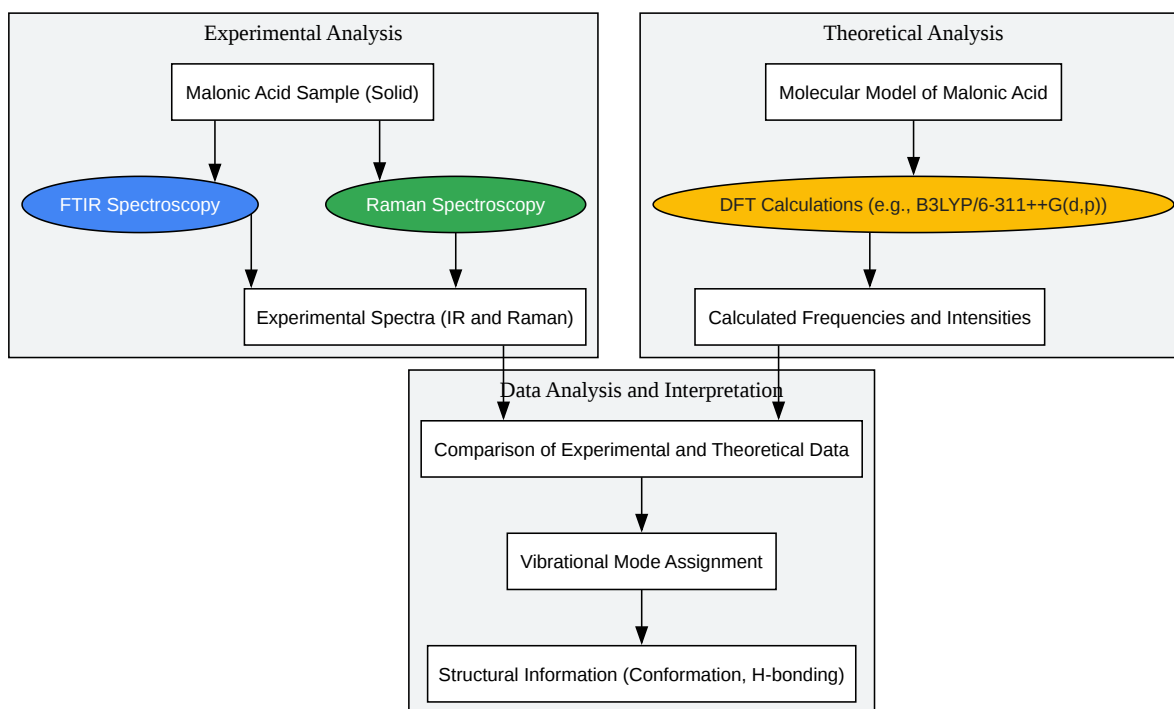 Experimental Analysis
Malonic Acid Sample (Solid)
FTIR Spectroscopy
Raman Spectroscopy
Experimental Spectra (IR and Raman)
Theoretical Analysis
Molecular Model of Malonic Acid
DFT Calculations (e.g., B3LYP/6-311++G(d,p))
Calculated Frequencies and Intensities
Data Analysis and Interpretation
Comparison of Experimental and Theoretical Data
Vibrational Mode Assignment
Structural Information (Conformation, H-bonding)